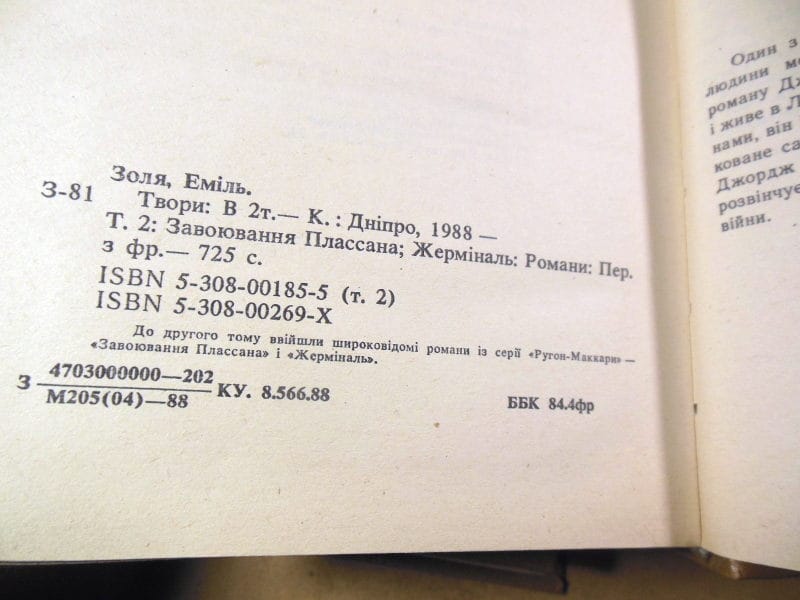 Золя, Еміль.
З-81
Твори: В 2т.— К. : Дніпро, 1988 —
Т. 2: Завоювання Плассана; Жерміналь: Романи: Пер.
з фр.— 725 с.
ISBN 5-308-00185-5 (т. 2)
ISBN 5-308-00269-X
До другого тому ввійшли широковідомі романи із серії «Ругон-Маккари» —
«Завоювання Плассана» і «Жерміналь».
З 4703000000—202
М205(04)—88 КУ. 8.566.88
ББК 84.4фр
Один з
людини
роману
і живе в
нами, він
коване
Джордж
розвінчує
війни.